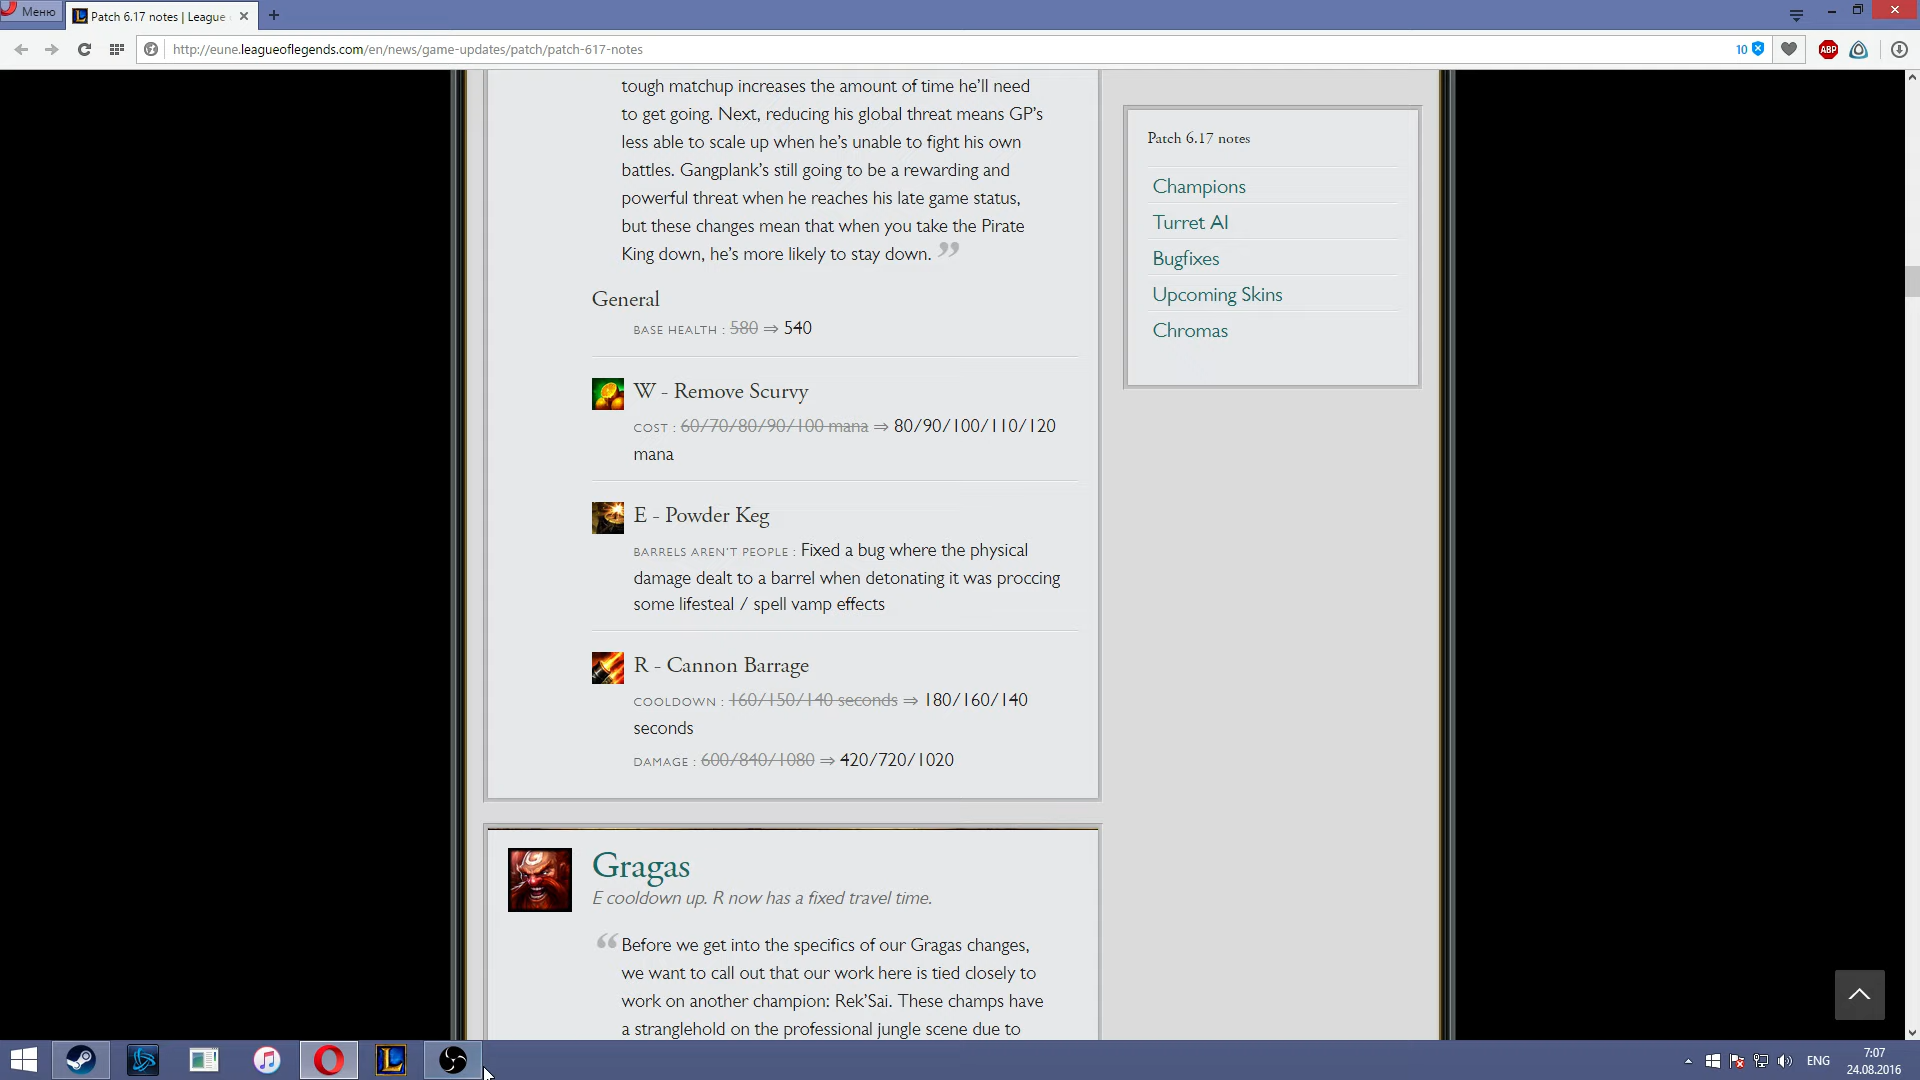 Меню
Patch 6.17 notes | League
http://eune.leagueoflegends.com/en/news/game-updates/patch/patch-617-notes
10
ABP
tough matchup increases the amount of time he'll need
to get going. Next, reducing his global threat means GP's
less able to scale up when he's unable to fight his own
battles. Gangplank's still going to be a rewarding and
powerful threat when he reaches his late game status,
but these changes mean that when you take the Pirate
King down, he's more likely to stay down. ”
General
BASE HEALTH : 580 ⇒ 540
W - Remove Scurvy
COST : 60/70/80/90/100 mana ⇒ 80/90/100/110/120
mana
E - Powder Keg
BARRELS AREN'T PEOPLE : Fixed a bug where the physical
damage dealt to a barrel when detonating it was proccing
some lifesteal / spell vamp effects
R - Cannon Barrage
COOLDOWN : 160/150/140 seconds ⇒ 180/160/140
seconds
DAMAGE : 600/840/1080 ⇒ 420/720/1020
Gragas
E cooldown up. R now has a fixed travel time.
“ Before we get into the specifics of our Gragas changes,
we want to call out that our work here is tied closely to
work on another champion: Rek'Sai. These champs have
a stranglehold on the professional jungle scene due to
Patch 6.17 notes
Champions
Turret AI
Bugfixes
Upcoming Skins
Chromas
L
ENG
7:07
24.08.2016